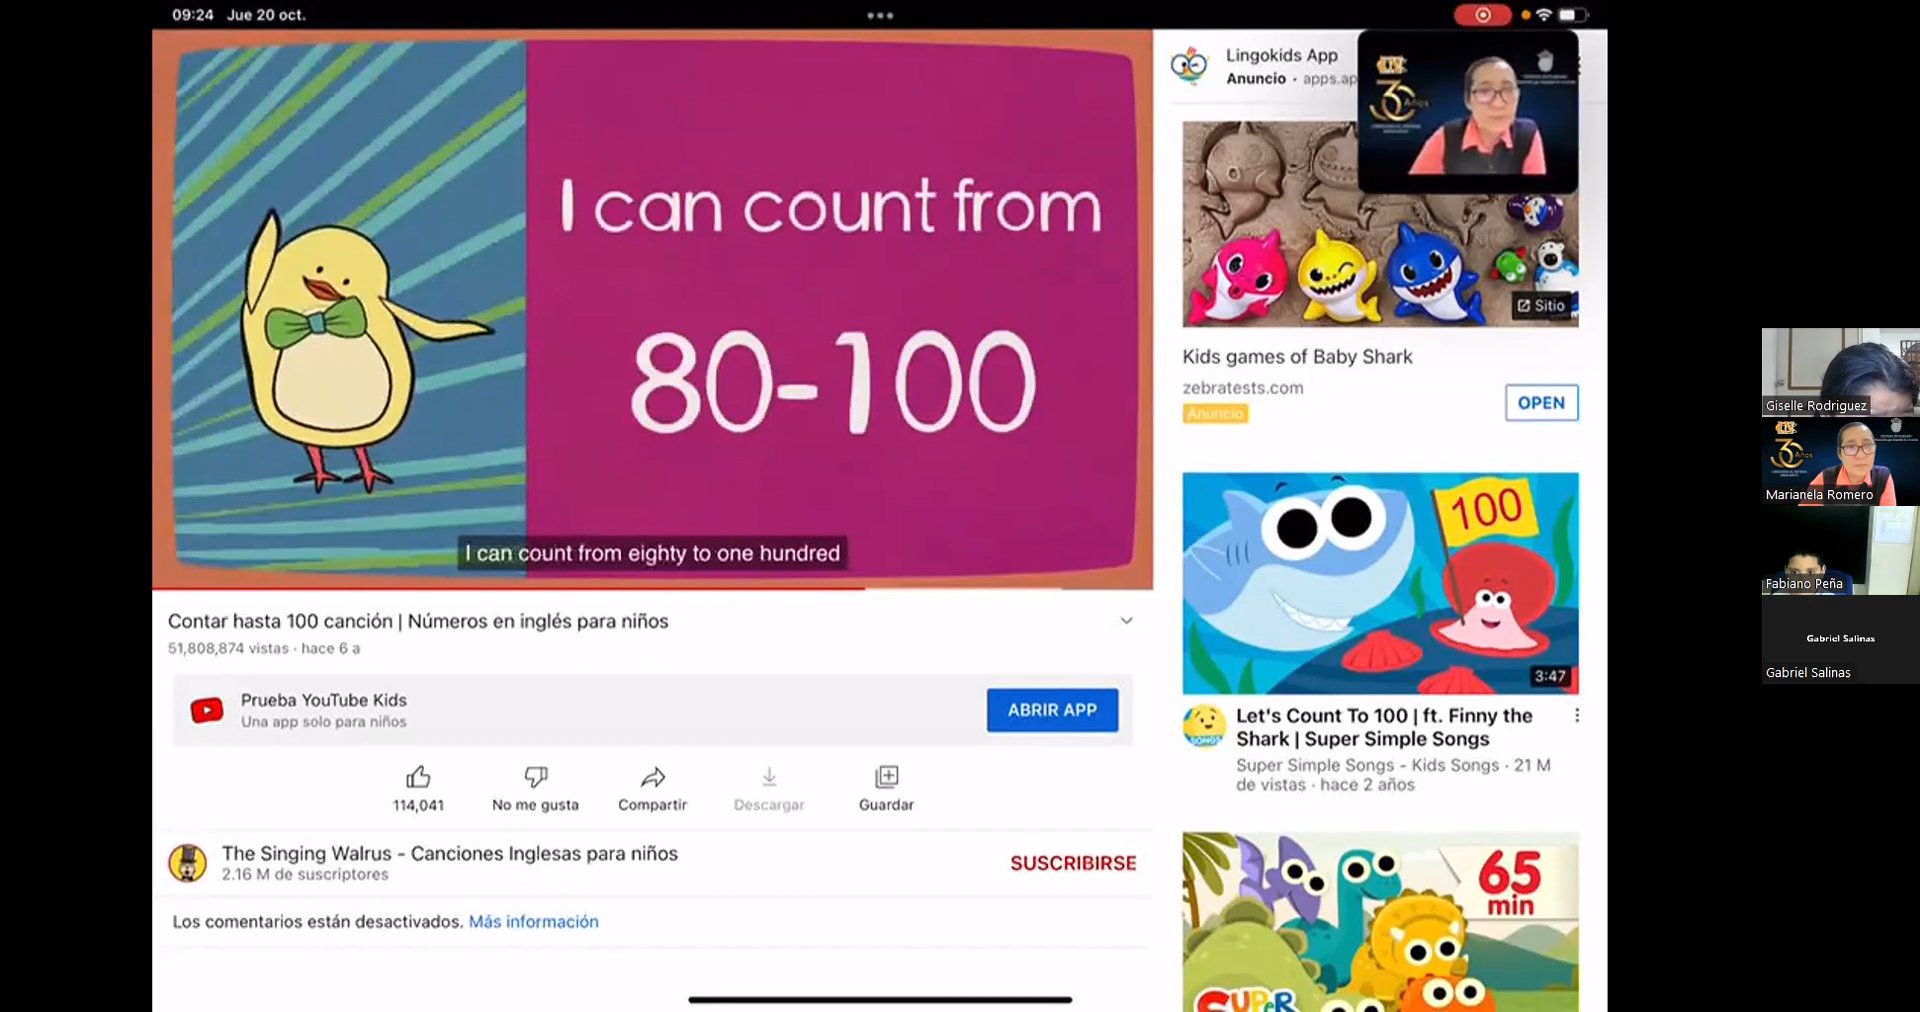 09:24 Jue 20 oct.
I can count from
80-100
I can count from eighty to one hundred
Contar hasta 100 canción | Números en inglés para niños
51,808,874 vistas · hace 6 a
Prueba YouTube Kids
Una app solo para niños
ABRIR APP
114,041
No me gusta
Compartir
Descargar
Guardar
The Singing Walrus - Canciones Inglesas para niños
2.16 M de suscriptores
SUSCRIBIRSE
Los comentarios están desactivados. Más información
Lingokids App
Anuncio · apps.ap
30 Años
Sitio
Kids games of Baby Shark
zebratests.com
Anuncio
OPEN
100
3:47
Let's Count To 100 | ft. Finny the
Shark | Super Simple Songs
Super Simple Songs - Kids Songs · 21 M
de vistas · hace 2 años
SONGS
65
min
SUPER
Giselle Rodriguez
30 Años
Marianela Romero
Fabiano Peña
Gabriel Salinas
Gabriel Salinas